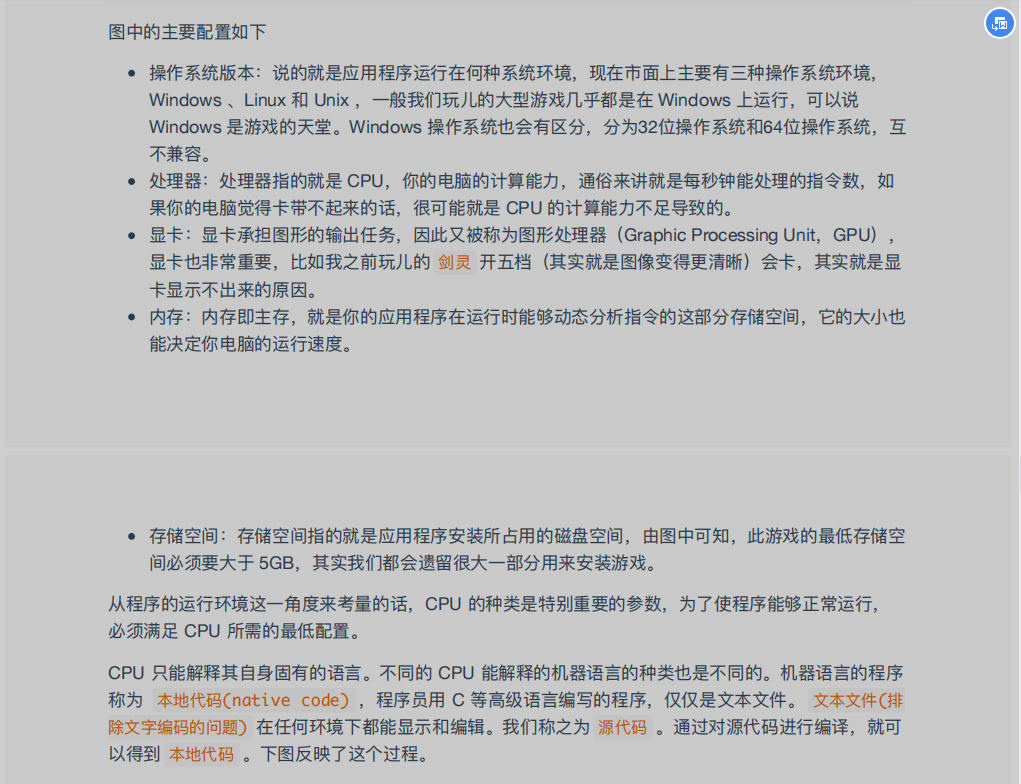 图中的主要配置如下
操作系统版本：说的就是应用程序运行在何种系统环境，现在市面上主要有三种操作系统环境，
Windows 、Linux 和 Unix ，一般我们玩儿的大型游戏几乎都是在 Windows 上运行，可以说
Windows 是游戏的天堂。Windows 操作系统也会有区分，分为32位操作系统和64位操作系统，互
不兼容。
处理器：处理器指的就是 CPU，你的电脑的计算能力，通俗来讲就是每秒钟能处理的指令数，如
果你的电脑觉得卡带不起来的话，很可能就是 CPU 的计算能力不足导致的。
显卡：显卡承担图形的输出任务，因此又被称为图形处理器（Graphic Processing Unit，GPU），
显卡也非常重要，比如我之前玩儿的 剑灵 开五档（其实就是图像变得更清晰）会卡，其实就是显
卡显示不出来的原因。
内存：内存即主存，就是你的应用程序在运行时能够动态分析指令的这部分存储空间，它的大小也
能决定你电脑的运行速度。
存储空间：存储空间指的就是应用程序安装所占用的磁盘空间，由图中可知，此游戏的最低存储空
间必须要大于 5GB，其实我们都会遗留很大一部分用来安装游戏。
从程序的运行环境这一角度来考量的话，CPU 的种类是特别重要的参数，为了使程序能够正常运行，
必须满足 CPU 所需的最低配置。
CPU 只能解释其自身固有的语言。不同的 CPU 能解释的机器语言的种类也是不同的。机器语言的程序
称为 本地代码(native code) ，程序员用 C 等高级语言编写的程序，仅仅是文本文件。 文本文件(排
除文字编码的问题) 在任何环境下都能显示和编辑。我们称之为 源代码 。通过对源代码进行编译，就可
以得到 本地代码 。下图反映了这个过程。